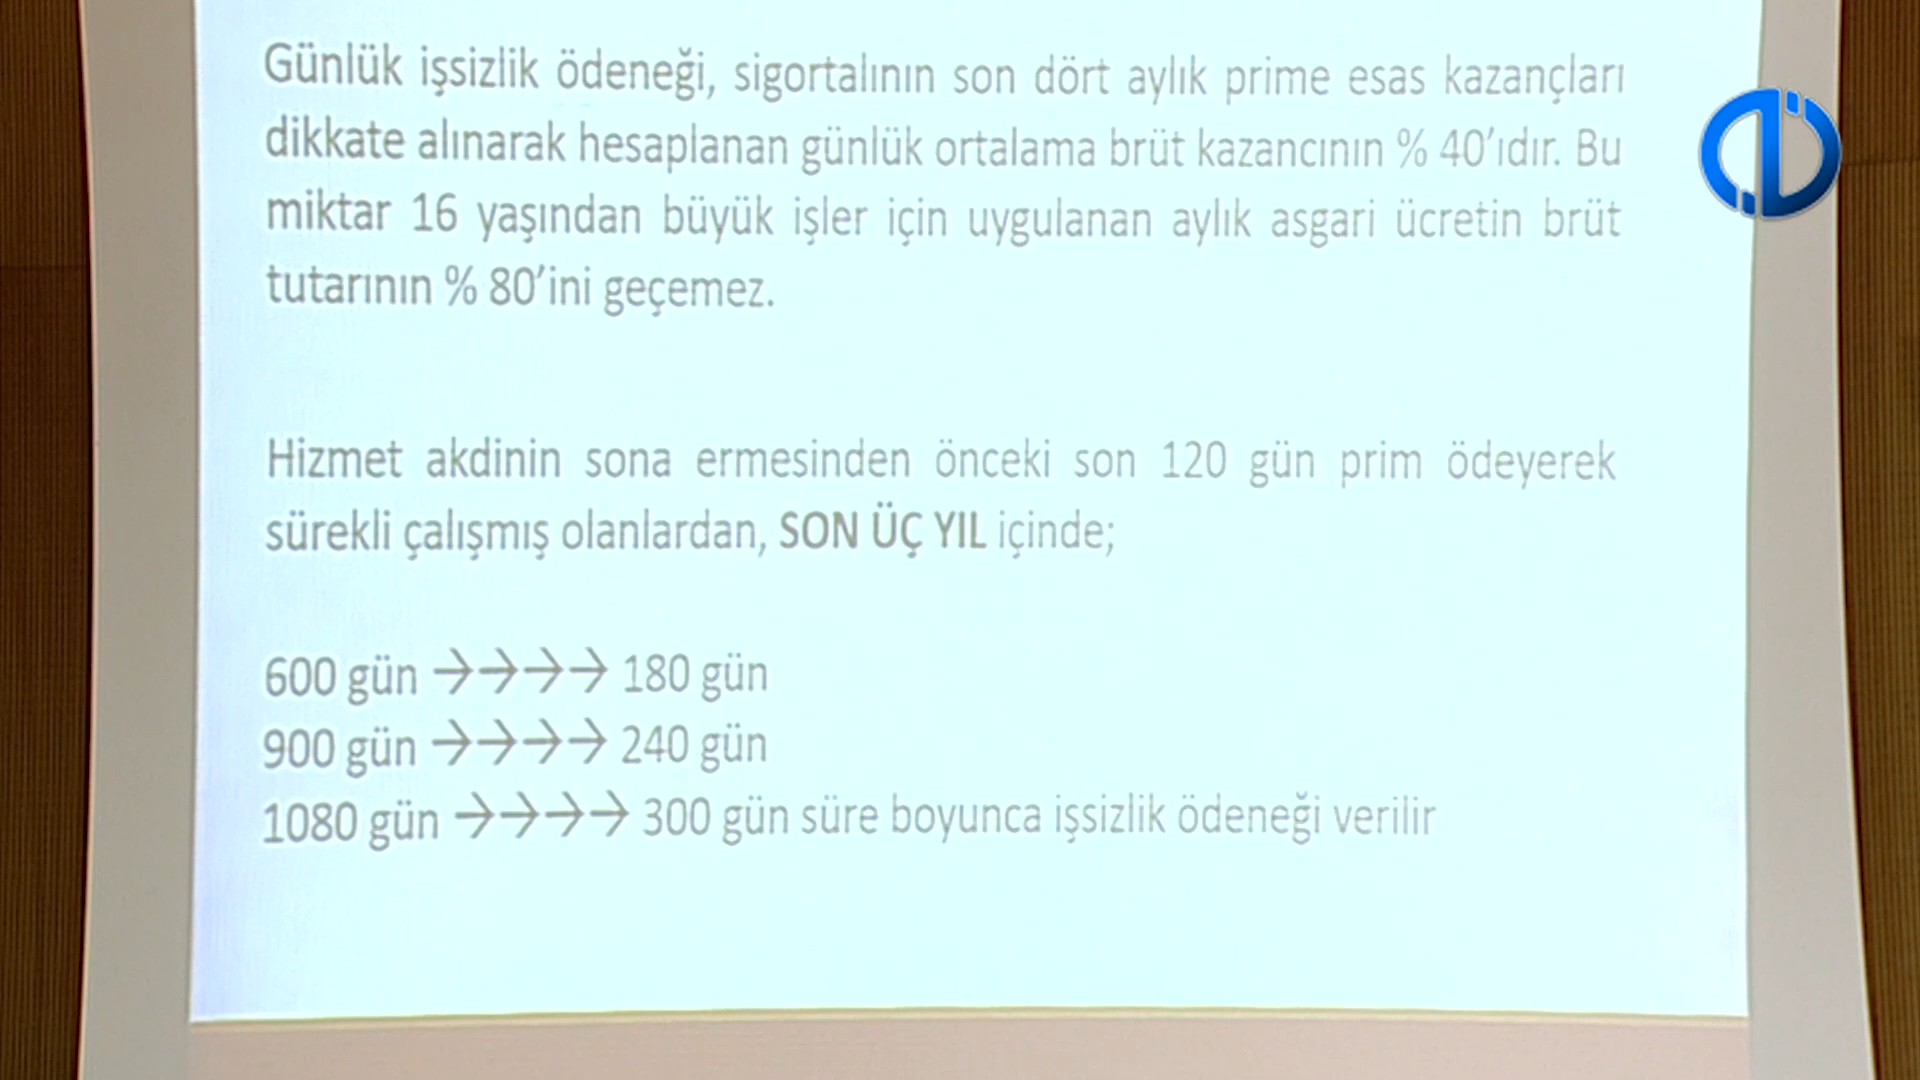 Günlük işsizlik ödeneği, sigortalının son dört aylık prime esas kazançları
dikkate alınarak hesaplanan günlük ortalama brüt kazancının % 40’ıdır. Bu
miktar 16 yaşından büyük işler için uygulanan aylık asgari ücretin brüt
tutarının % 80’ini geçemez.
Hizmet akdinin sona ermesinden önceki son 120 gün prim ödeyerek
sürekli çalışmış olanlardan, SON ÜÇ YIL içinde;
600 gün →→→→ 180 gün
900 gün →→→→ 240 gün
1080 gün →→→→ 300 gün süre boyunca işsizlik ödeneği verilir